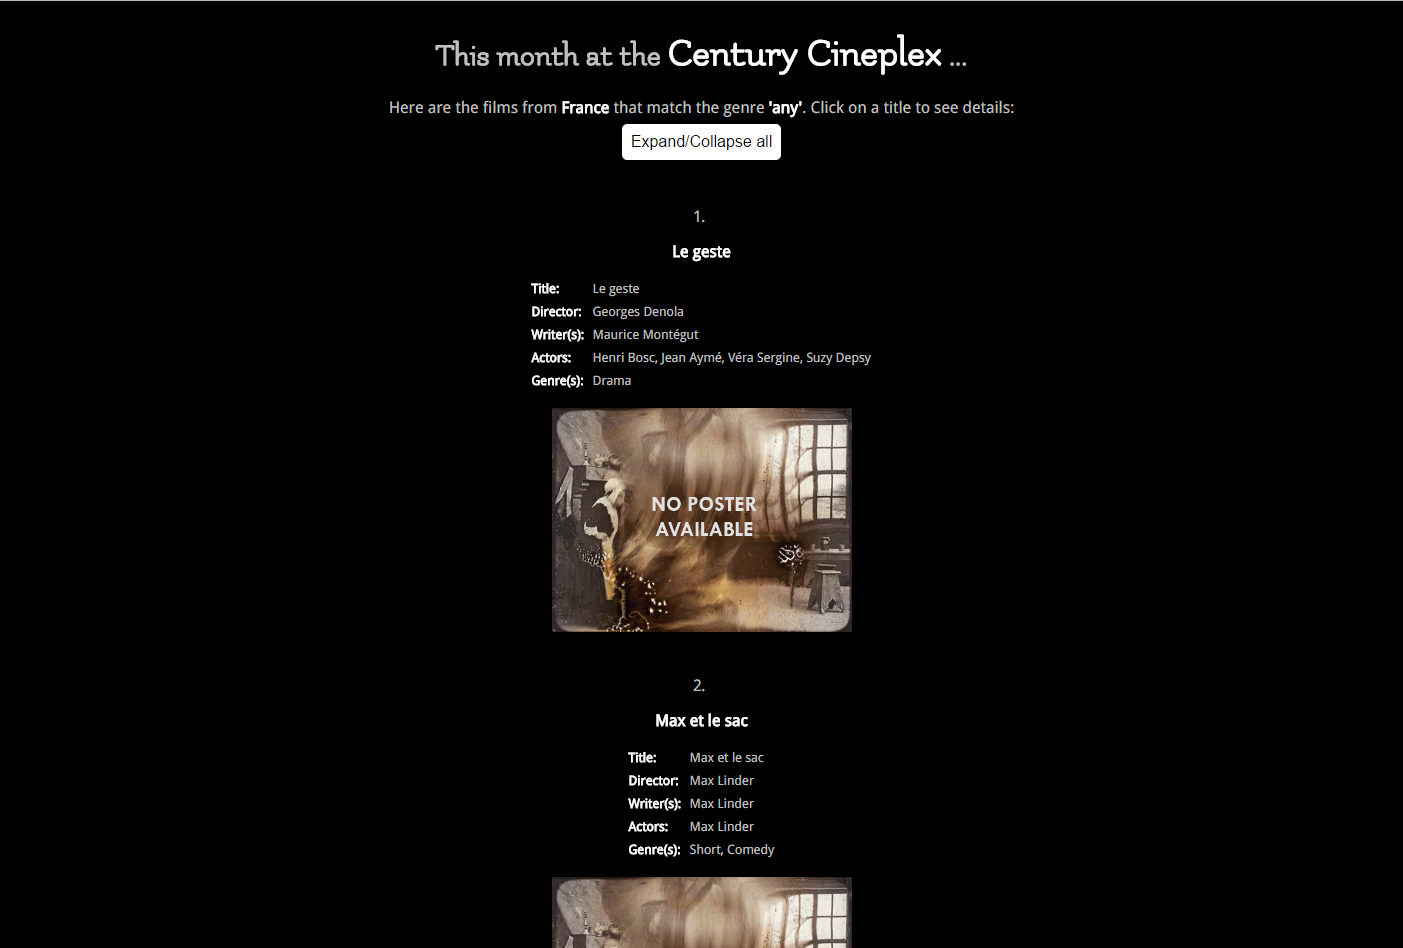 This month at the Century Cineplex ...
Here are the films from France that match the genre 'any'. Click on a title to see details:
Expand/Collapse all
1.
Le geste
Title: Le geste
Director: Georges Denola
Writer(s): Maurice Montégut
Actors: Henri Bosc, Jean Aymé, Véra Sergine, Suzy Depsy
Genre(s): Drama
NO POSTER
AVAILABLE
2.
Max et le sac
Title: Max et le sac
Director: Max Linder
Writer(s): Max Linder
Actors: Max Linder
Genre(s): Short, Comedy